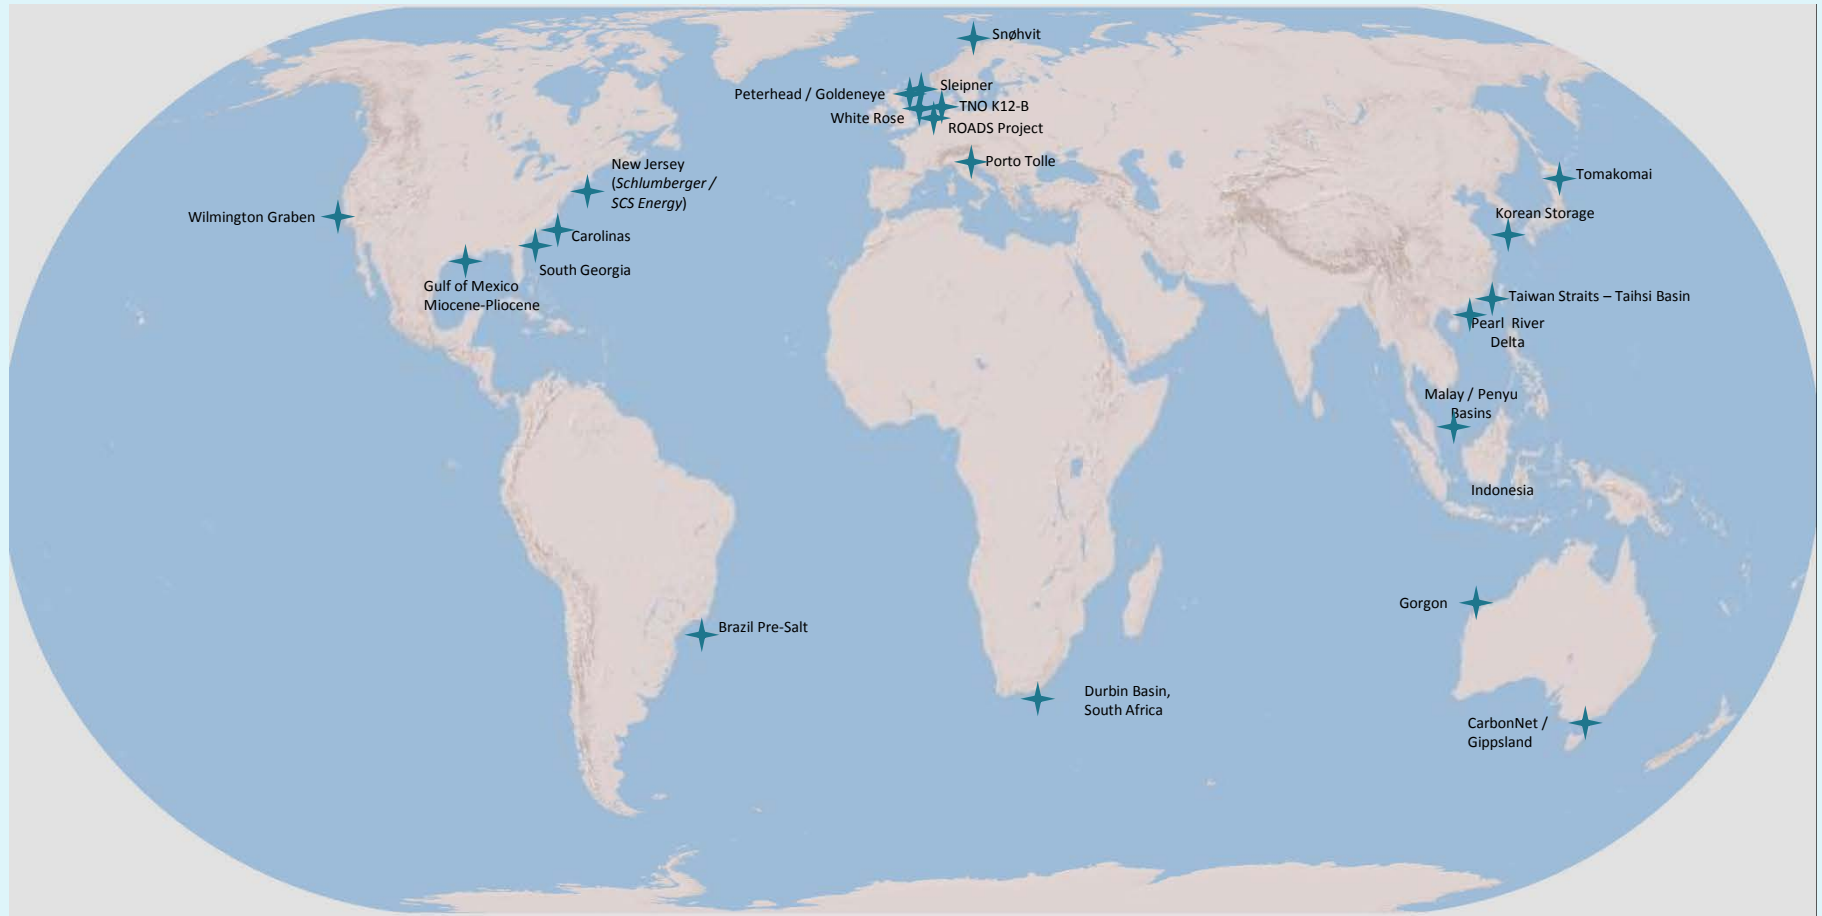 Snøhvit
Sleipner
Peterhead / Goldeneye
TNO K12-B
White Rose
ROADS Project
Porto Tolle
New Jersey
(Schlumberger /
SCS Energy)
Tomakomai
Wilmington Graben
Korean Storage
Carolinas
South Georgia
Gulf of Mexico
Miocene-Pliocene
Taiwan Straits – Taihsi Basin
Pearl River
Delta
Malay / Penyu
Basins
Indonesia
Gorgon
Brazil Pre-Salt
Durbin Basin,
South Africa
CarbonNet /
Gippsland